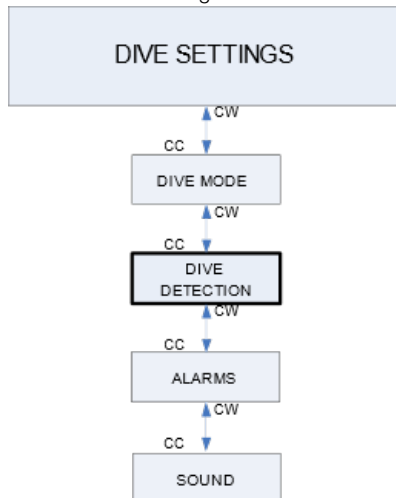 DIVE SETTINGS
CW
CC
DIVE MODE
CW
CC
DIVE
DETECTION
CW
CC
ALARMS
CW
CC
SOUND